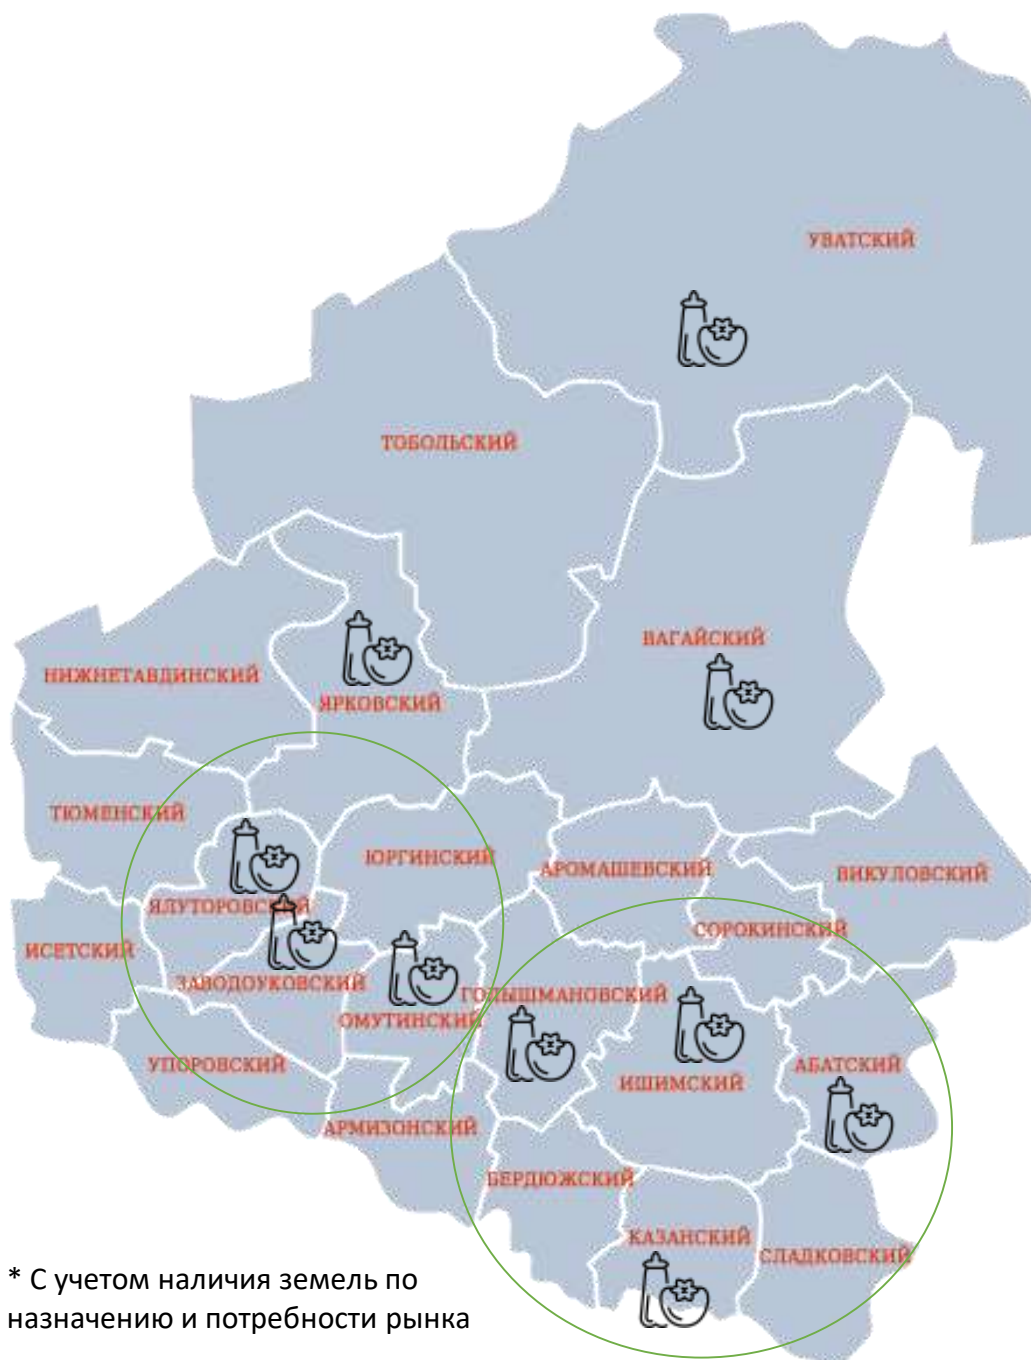 УВАТСКИЙ
ТОБОЛЬСКИЙ
ВАГАЙСКИЙ
НИЖНЕТАВДИНСКИЙ
ЯРКОВСКИЙ
ТЮМЕНСКИЙ
ЮРГИНСКИЙ
АРОМАШЕВСКИЙ
ВИКУЛОВСКИЙ
ЯЛУТОРОВСКИЙ
СОРОКИНСКИЙ
ИСЕТСКИЙ
ЗАВОДОУКОВСКИЙ
ГОЛЫШМАНОВСКИЙ
ОМУТИНСКИЙ
УПОРОВСКИЙ
ИШИМСКИЙ
АБАТСКИЙ
АРМИЗОНСКИЙ
БЕРДЮЖСКИЙ
КАЗАНСКИЙ
СЛАДКОВСКИЙ
* С учетом наличия земель по
назначению и потребности рынка